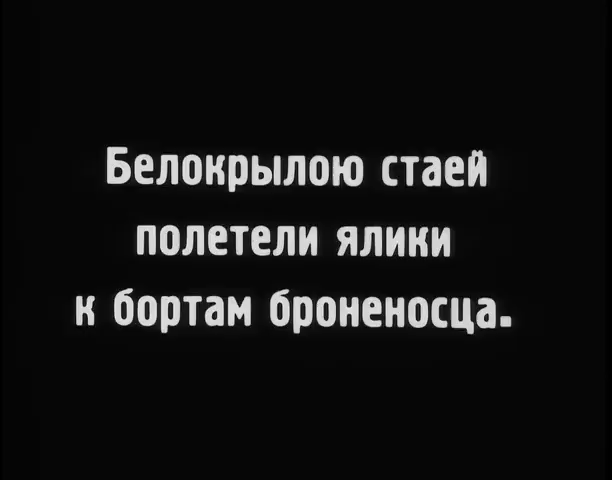 Белокрылою стаей
полетели ялики
к бортам броненосца.